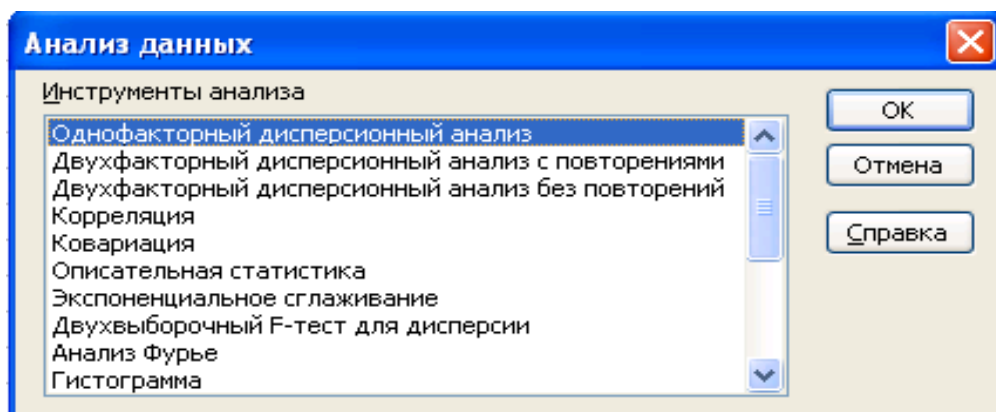 Анализ данных
Инструменты анализа
Однофакторный дисперсионный анализ
Двухфакторный дисперсионный анализ с повторениями
Двухфакторный дисперсионный анализ без повторений
Корреляция
Ковариация
Описательная статистика
Экспоненциальное сглаживание
Двухвыборочный F-тест для дисперсии
Анализ Фурье
Гистограмма
ОК
Отмена
Справка